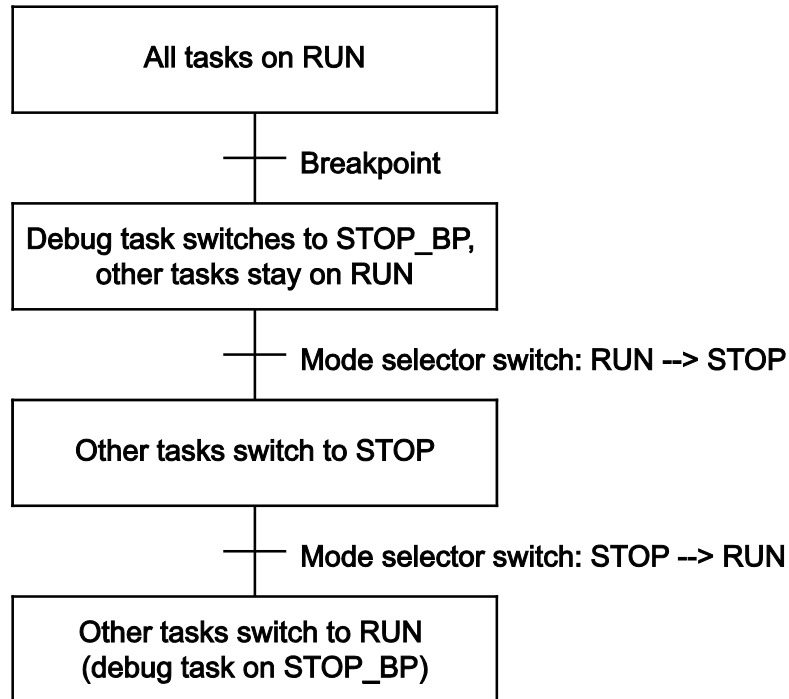 All tasks on RUN
Breakpoint
Debug task switches to STOP_BP,
other tasks stay on RUN
Mode selector switch: RUN --> STOP
Other tasks switch to STOP
Mode selector switch: STOP --> RUN
Other tasks switch to RUN
(debug task on STOP_BP)